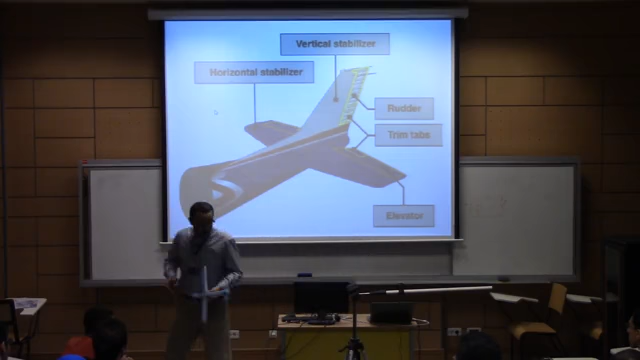 Vertical stabilizer
Horizontal stabilizer
Rudder
Trim tabs
Elevator